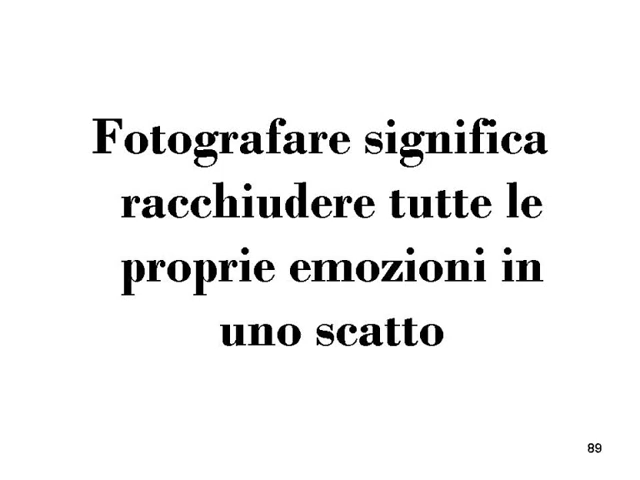 Fotografare significa
racchiudere tutte le
proprie emozioni in
uno scatto
89